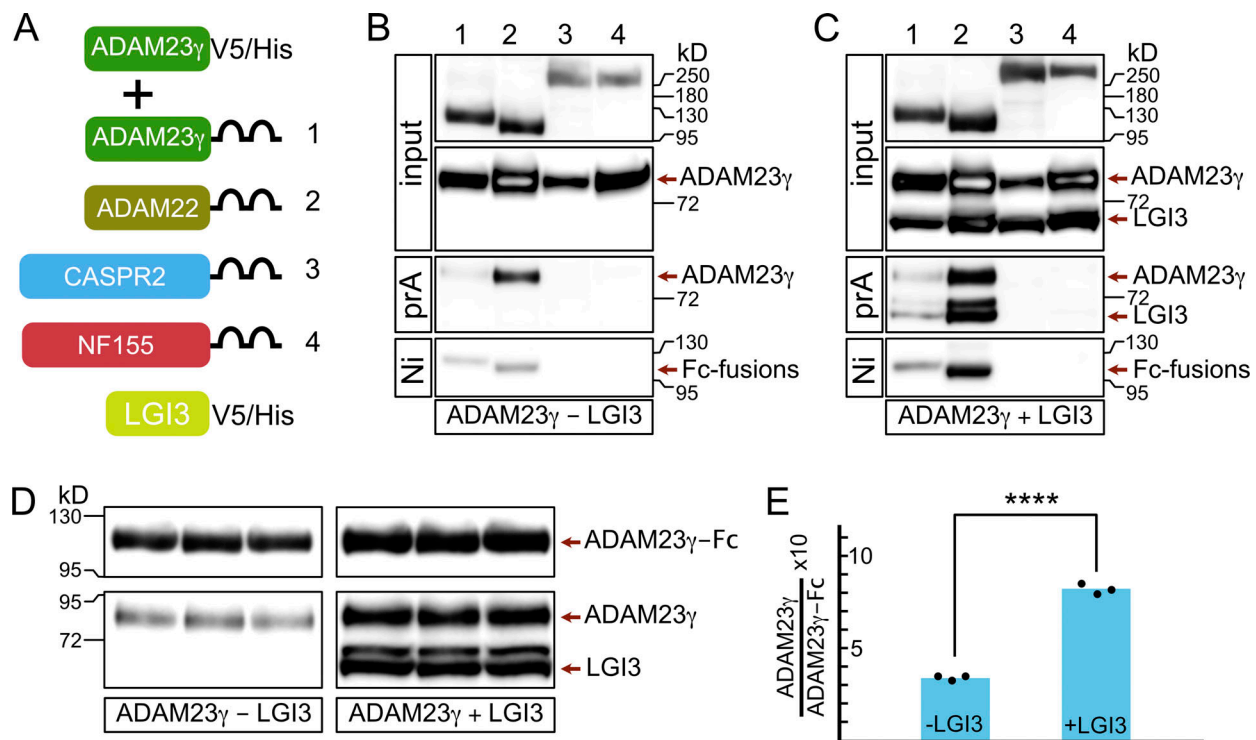 A
ADAM23γ V5/His
+
ADAM23γ 1
ADAM22 2
CASPR2 3
NF155 4
LGI3 V5/His
B
1 2 3 4 kD
input
250
180
130
95
ADAM23γ
72
prA
ADAM23γ
72
Ni
130
Fc-fusions
95
ADAM23γ – LGI3
C
1 2 3 4 kD
input
250
180
130
95
ADAM23γ
72
LGI3
prA
ADAM23γ
72
LGI3
Ni
130
Fc-fusions
95
ADAM23γ + LGI3
D
kD
130
ADAM23γ–Fc
95
95
ADAM23γ
72
LGI3
ADAM23γ – LGI3
ADAM23γ + LGI3
E
****
ADAM23γ
ADAM23γ–Fc
x10
10
5
-LGI3
+LGI3